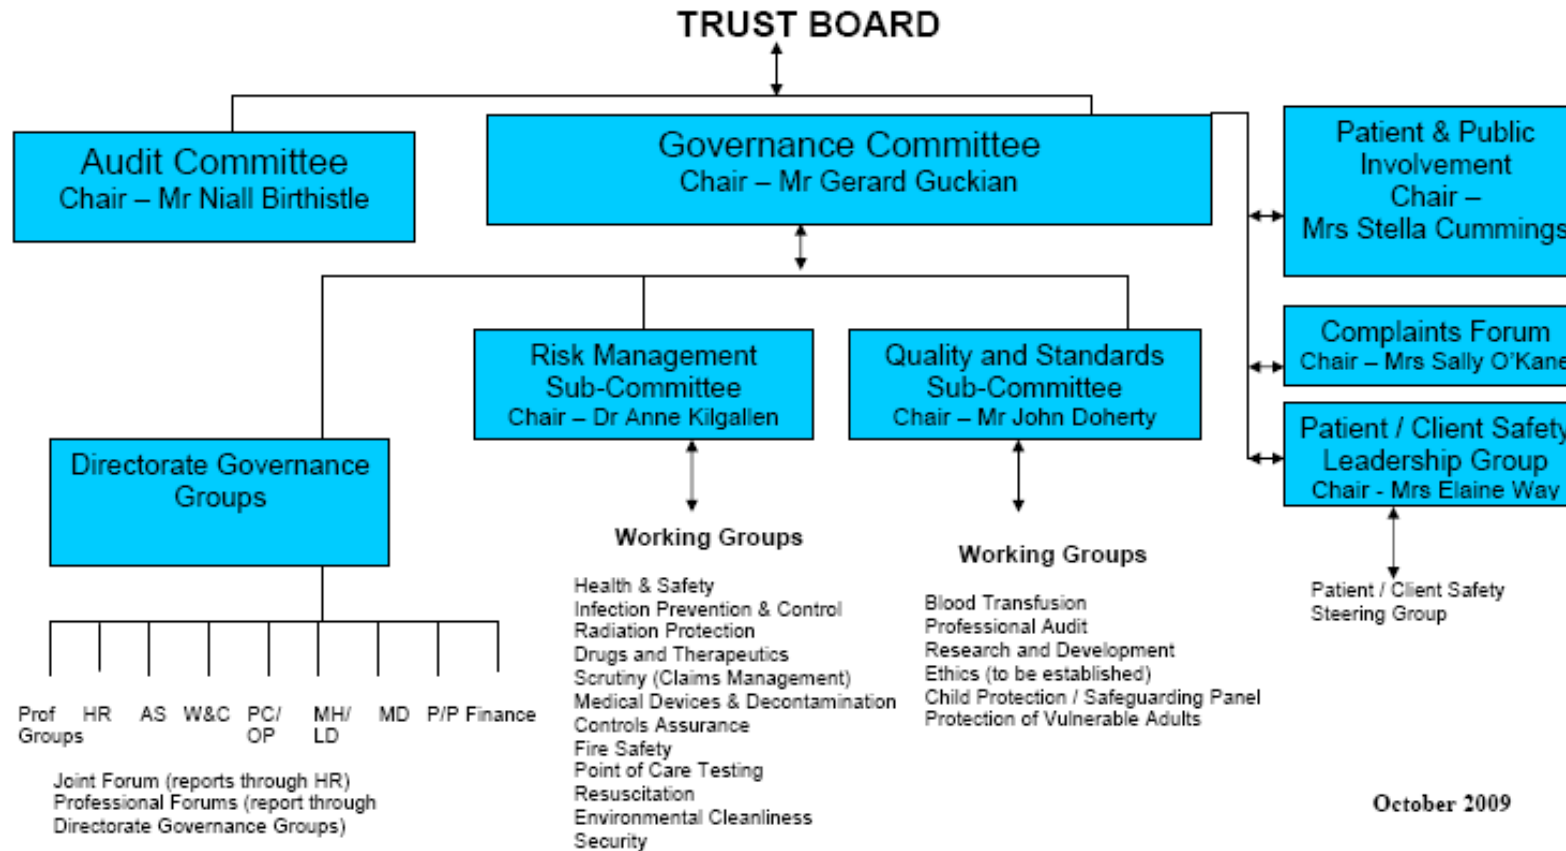 TRUST BOARD
Audit Committee
Chair – Mr Niall Birthistle
Governance Committee
Chair – Mr Gerard Guckian
Patient & Public
Involvement
Chair –
Mrs Stella Cummings
Risk Management
Sub-Committee
Chair – Dr Anne Kilgallen
Quality and Standards
Sub-Committee
Chair – Mr John Doherty
Complaints Forum
Chair – Mrs Sally O'Kane
Patient / Client Safety
Leadership Group
Chair - Mrs Elaine Way
Directorate Governance
Groups
Working Groups
Health & Safety
Infection Prevention & Control
Radiation Protection
Drugs and Therapeutics
Scrutiny (Claims Management)
Medical Devices & Decontamination
Controls Assurance
Fire Safety
Point of Care Testing
Resuscitation
Environmental Cleanliness
Security
Working Groups
Blood Transfusion
Professional Audit
Research and Development
Ethics (to be established)
Child Protection / Safeguarding Panel
Protection of Vulnerable Adults
Patient / Client Safety
Steering Group
Prof HR AS W&C PC/ MH/ MD P/P Finance
Groups OP LD
Joint Forum (reports through HR)
Professional Forums (report through
Directorate Governance Groups)
October 2009